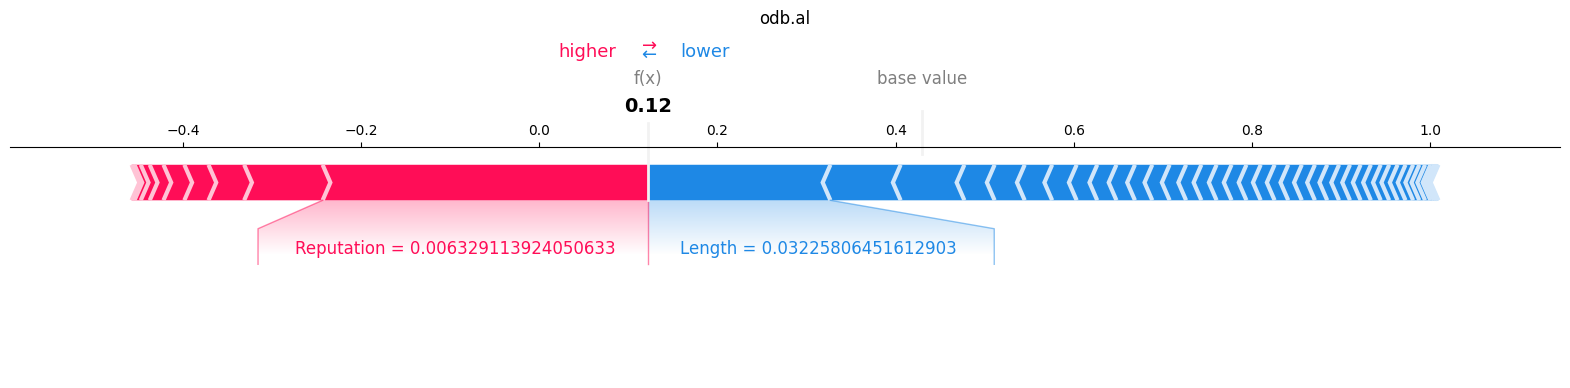 odb.al
higher → ← lower
f(x) base value
0.12
−0.4 −0.2 0.0 0.2 0.4 0.6 0.8 1.0
Reputation = 0.006329113924050633 Length = 0.03225806451612903